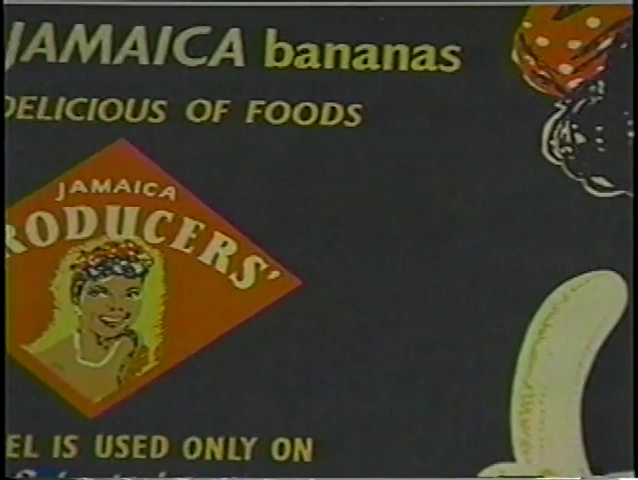 JAMAICA bananas
DELICIOUS OF FOODS
JAMAICA
RODUCERS'
EL IS USED ONLY ON